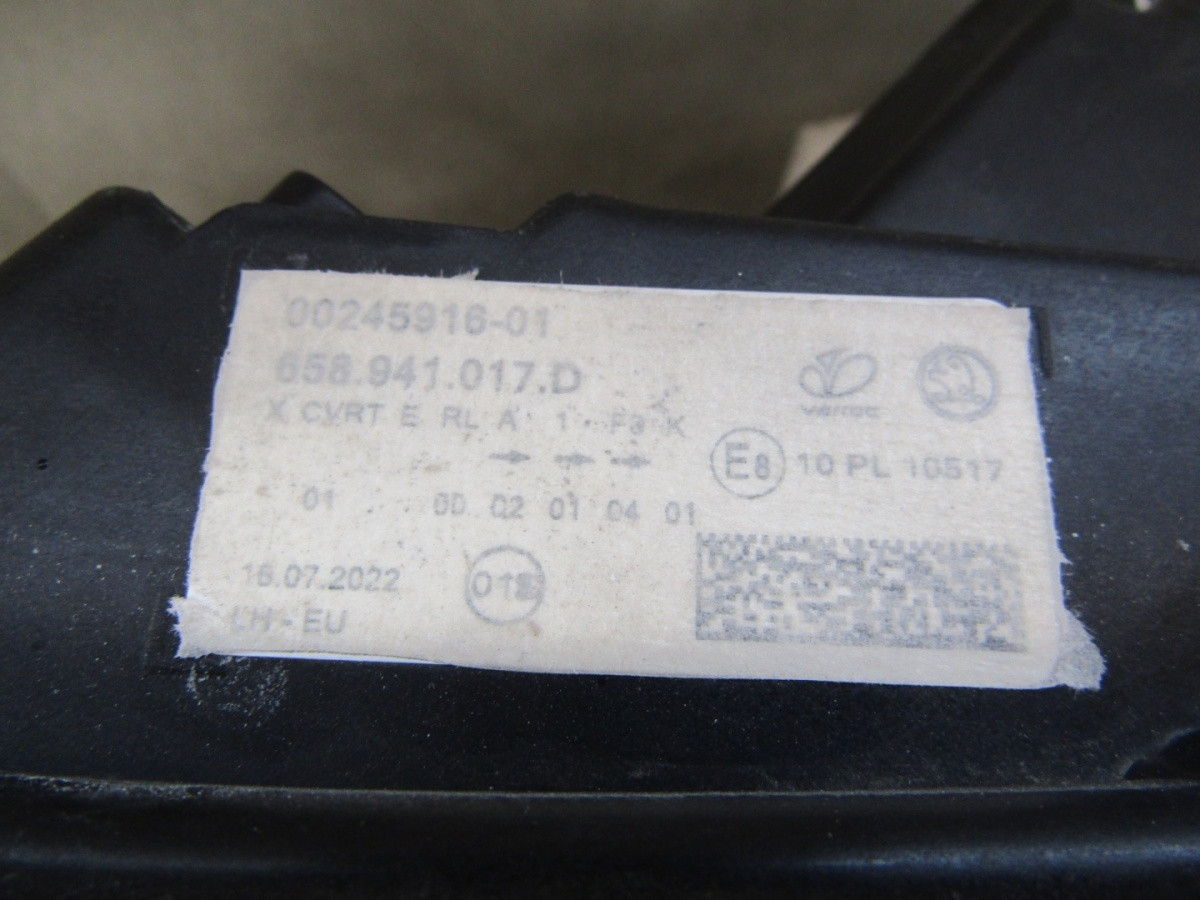 00245916-01
658.941.017.D
varroc
X CVRT E RL A 1 F3 K
→ → →
E8 10 PL 10517
01 00 02 01 04 01
16.07.2022
LH - EU